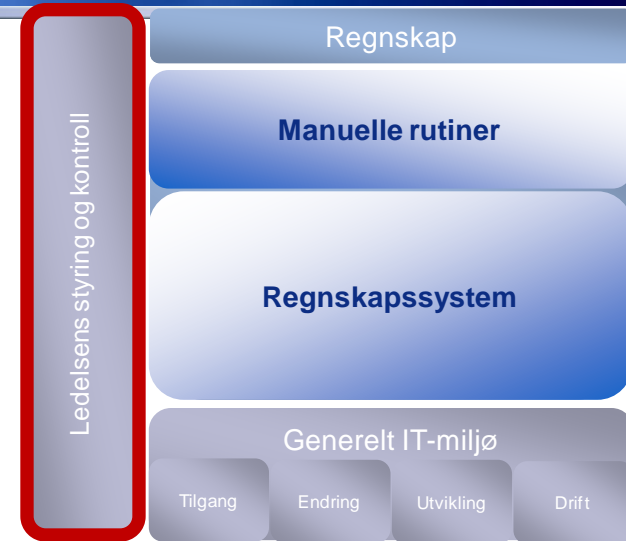 Ledelsens styring og kontroll
Regnskap
Manuelle rutiner
Regnskapssystem
Generelt IT-miljø
Tilgang
Endring
Utvikling
Drift